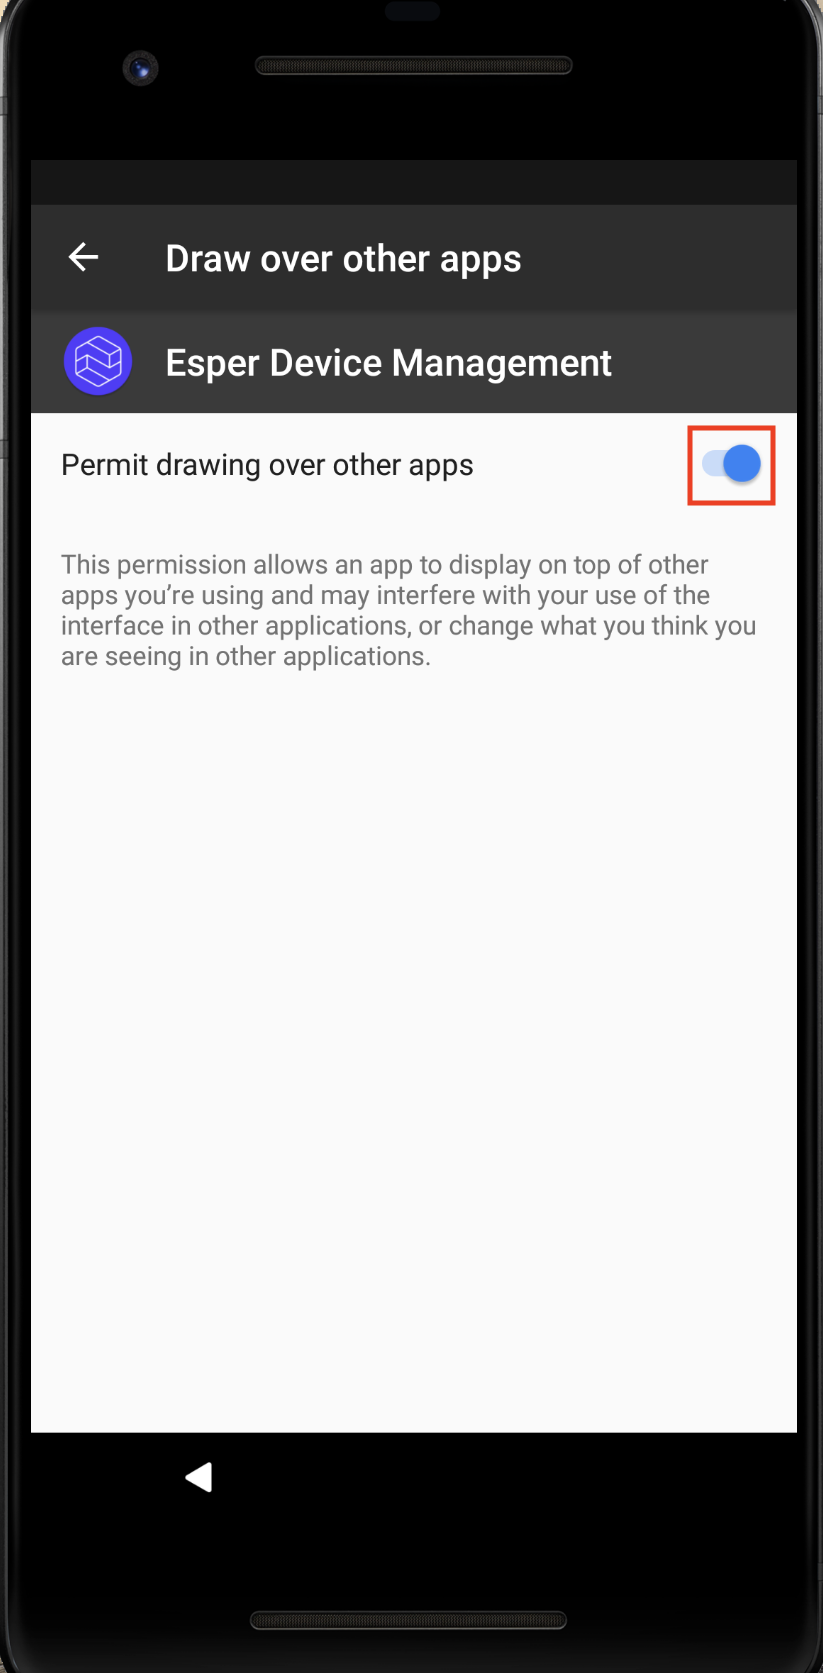 Draw over other apps
Esper Device Management
Permit drawing over other apps
This permission allows an app to display on top of other
apps you’re using and may interfere with your use of the
interface in other applications, or change what you think you
are seeing in other applications.